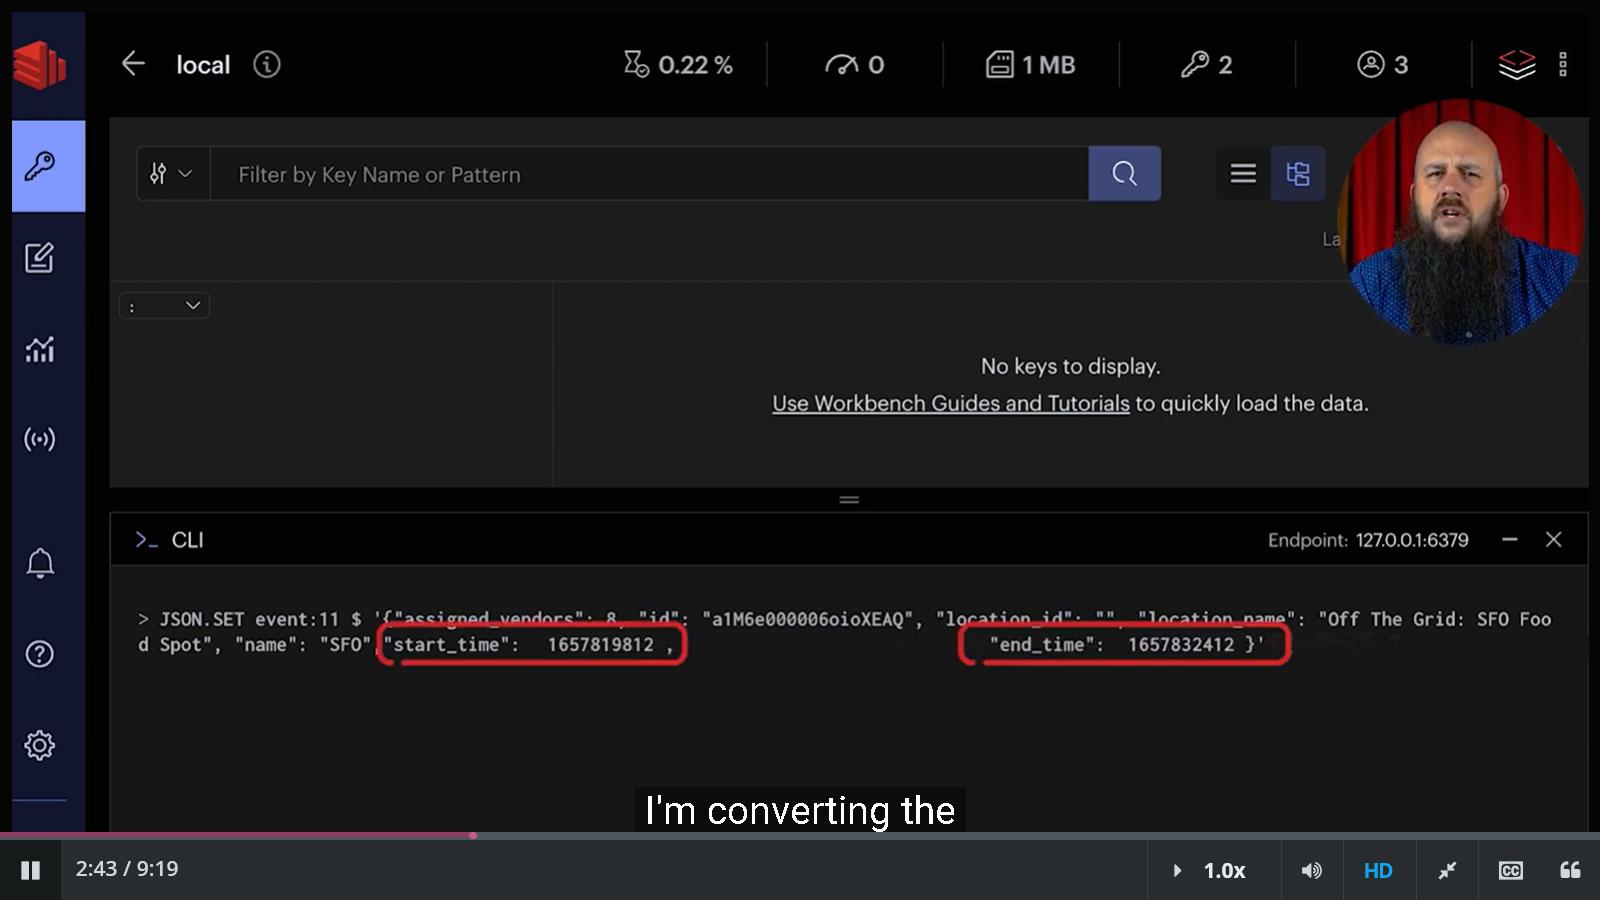 local
0.22 %
0
1 MB
2
3
Filter by Key Name or Pattern
La
:
No keys to display.
Use Workbench Guides and Tutorials to quickly load the data.
>_ CLI
Endpoint: 127.0.0.1:6379
> JSON.SET event:11 $ '{"assigned_vendors": 8, "id": "a1M6e000006oioXEAQ", "location_id": "", "location_name": "Off The Grid: SFO Foo
d Spot", "name": "SFO", "start_time": 1657819812 , "end_time": 1657832412 }'
I'm converting the
2:43 / 9:19
1.0x
HD
CC